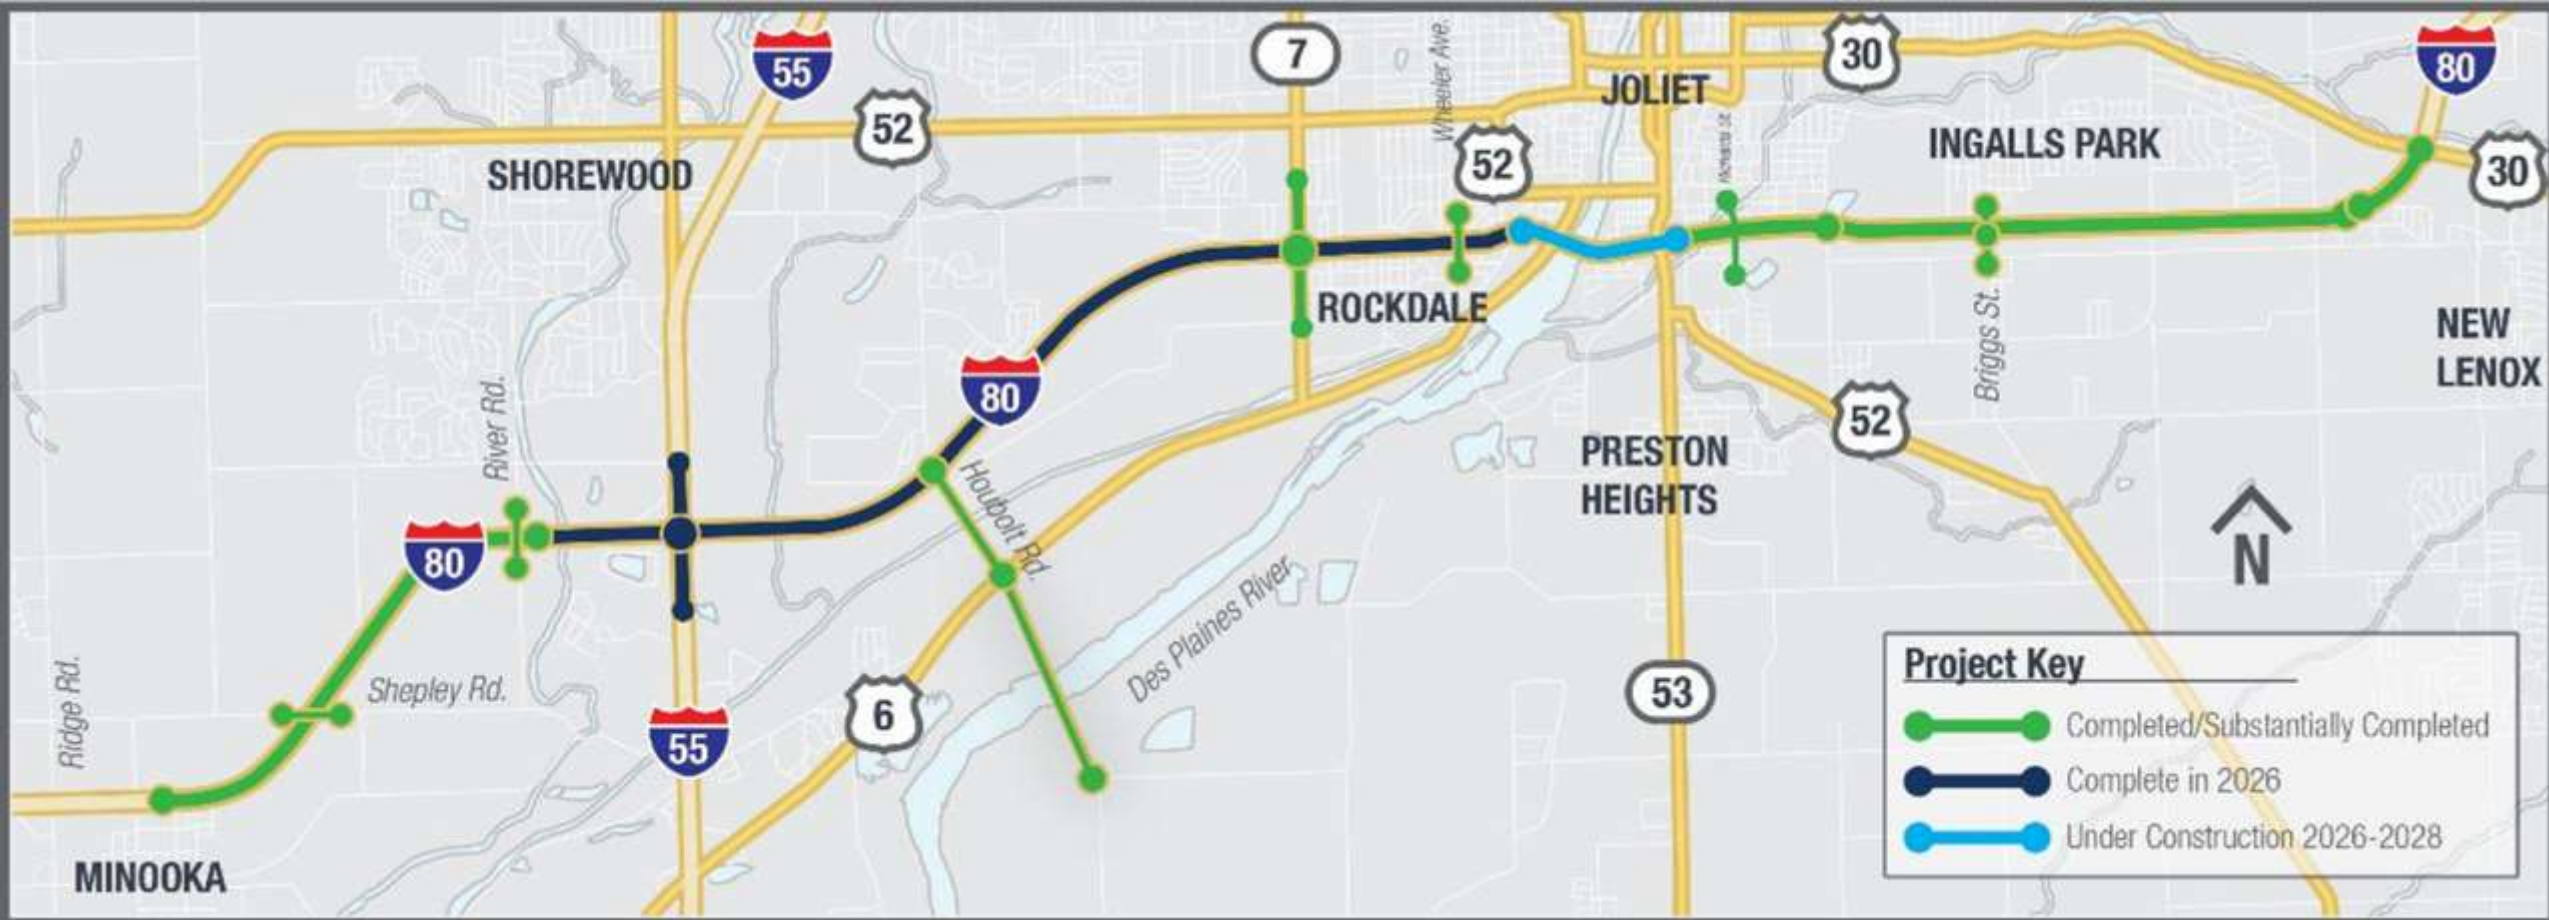 55
7
Wheeler Ave.
30
80
JOLIET
52
INGALLS PARK
52
30
SHOREWOOD
ROCKDALE
NEW
LENOX
Briggs St.
80
River Rd.
52
PRESTON
HEIGHTS
Houbolt Rd.
80
N
Des Plaines River
Ridge Rd.
Shepley Rd.
55
6
53
MINOOKA
Project Key
Completed/Substantially Completed
Complete in 2026
Under Construction 2026-2028